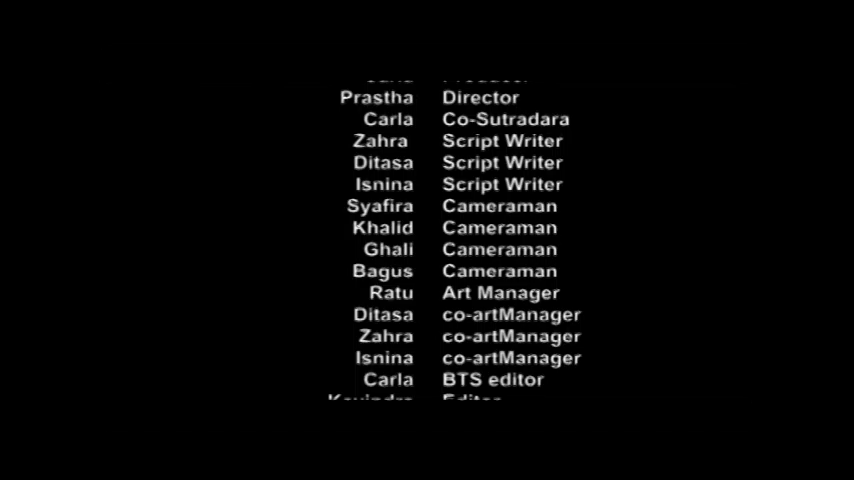 Prastha Director
Carla Co-Sutradara
Zahra Script Writer
Ditasa Script Writer
Isnina Script Writer
Syafira Cameraman
Khalid Cameraman
Ghali Cameraman
Bagus Cameraman
Ratu Art Manager
Ditasa co-artManager
Zahra co-artManager
Isnina co-artManager
Carla BTS editor
Editor